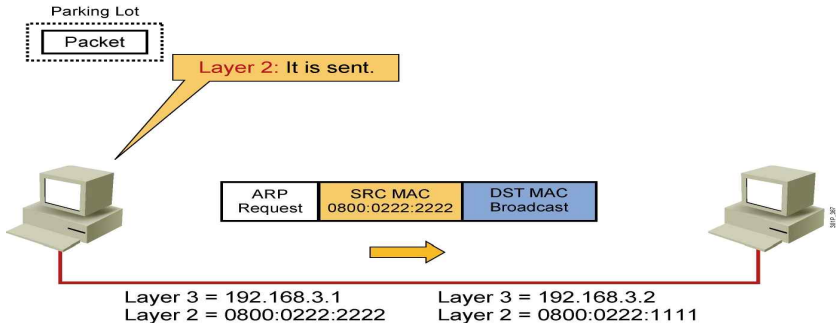 Parking Lot
Packet
Layer 2: It is sent.
ARP
Request
SRC MAC
0800:0222:2222
DST MAC
Broadcast
Layer 3 = 192.168.3.1
Layer 2 = 0800:0222:2222
Layer 3 = 192.168.3.2
Layer 2 = 0800:0222:1111